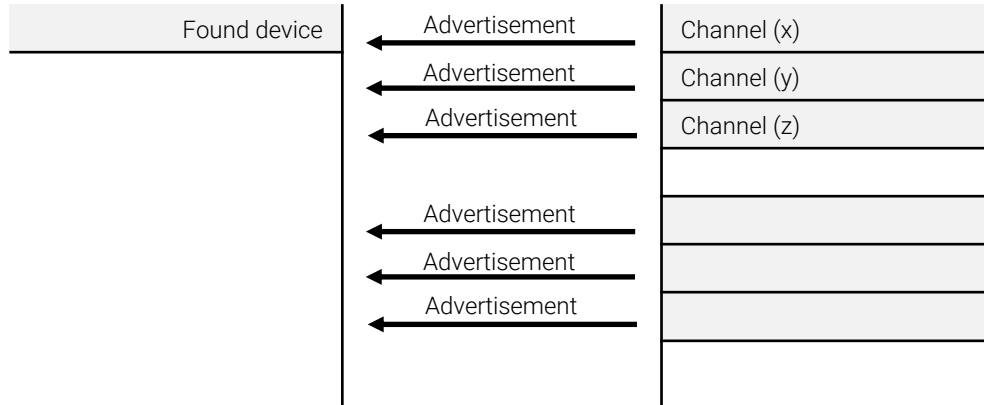 Found device
Advertisement
Channel (x)
Advertisement
Channel (y)
Advertisement
Channel (z)
Advertisement
Advertisement
Advertisement